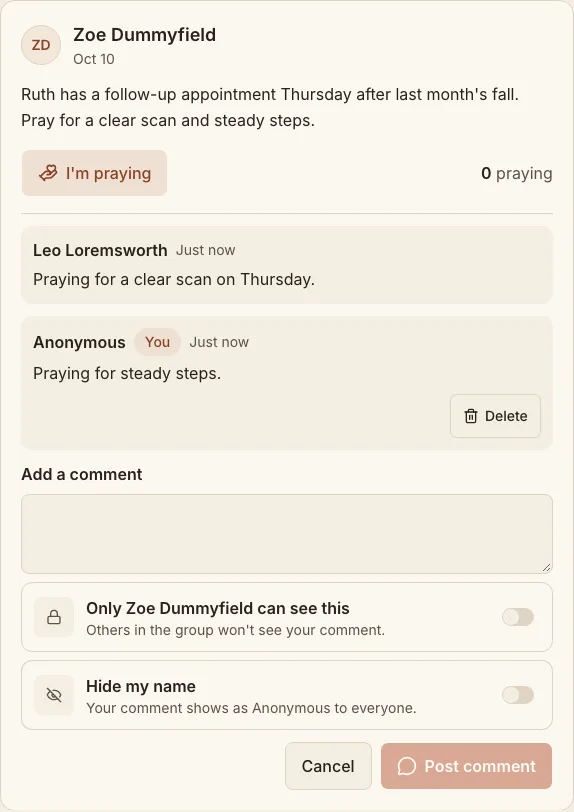 ZD
Zoe Dummyfield
Oct 10
Ruth has a follow-up appointment Thursday after last month's fall.
Pray for a clear scan and steady steps.
I'm praying
0 praying
Leo Loremsworth Just now
Praying for a clear scan on Thursday.
Anonymous You Just now
Praying for steady steps.
Delete
Add a comment
Only Zoe Dummyfield can see this
Others in the group won't see your comment.
Hide my name
Your comment shows as Anonymous to everyone.
Cancel
Post comment